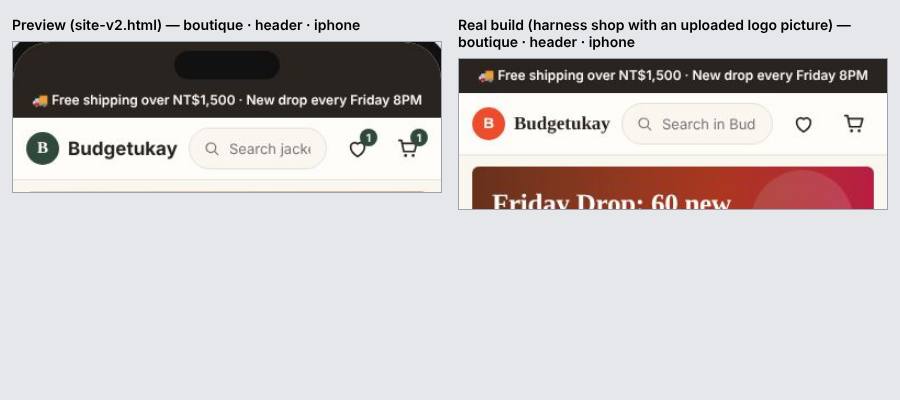 Preview (site-v2.html) — boutique · header · iphone
🚚 Free shipping over NT$1,500 · New drop every Friday 8PM
B Budgetukay Search jack 1 1
Real build (harness shop with an uploaded logo picture) —
boutique · header · iphone
🚚 Free shipping over NT$1,500 · New drop every Friday 8PM
B Budgetukay Search in Bud
Friday Drop: 60 new